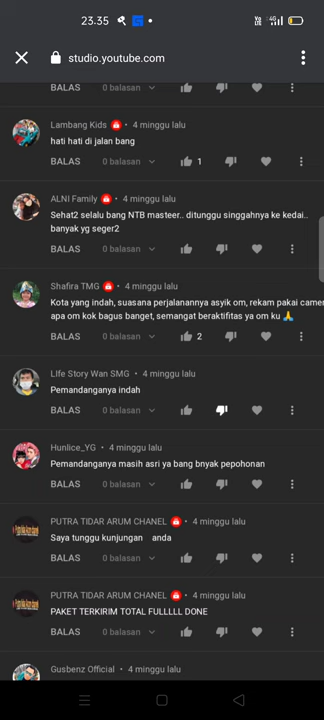 23.35
4G
studio.youtube.com
BALAS 0 balasan
Lambang Kids • 4 minggu lalu
hati hati di jalan bang
BALAS 0 balasan 1
ALNI Family • 4 minggu lalu
Sehat2 selalu bang NTB masteer.. ditunggu singgahnya ke kedai..
banyak yg seger2
BALAS 0 balasan
Shafira TMG • 4 minggu lalu
Kota yang indah, suasana perjalanannya asyik om, rekam pakai camer
apa om kok bagus banget, semangat beraktifitas ya om ku 🙏
BALAS 0 balasan 2
LIfe Story Wan SMG • 4 minggu lalu
Pemandanganya indah
BALAS 0 balasan
Hunlice_YG • 4 minggu lalu
Pemandanganya masih asri ya bang bnyak pepohonan
BALAS 0 balasan
PUTRA TIDAR ARUM CHANEL • 4 minggu lalu
Saya tunggu kunjungan anda
BALAS 0 balasan
PUTRA TIDAR ARUM CHANEL • 4 minggu lalu
PAKET TERKIRIM TOTAL FULLLLL DONE
BALAS 0 balasan
Gusbenz Official • 4 minggu lalu